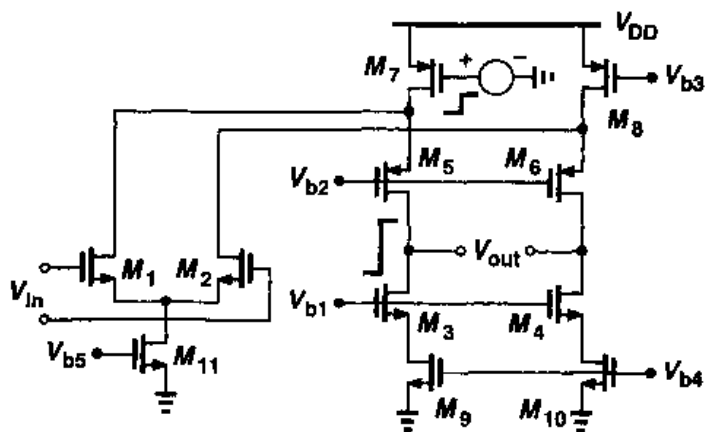 V_DD
M_7
+
−
V_b3
M_8
M_5
M_6
V_b2
M_1
M_2
V_out
V_in
V_b1
M_3
M_4
V_b5
M_11
M_9
M_10
V_b4